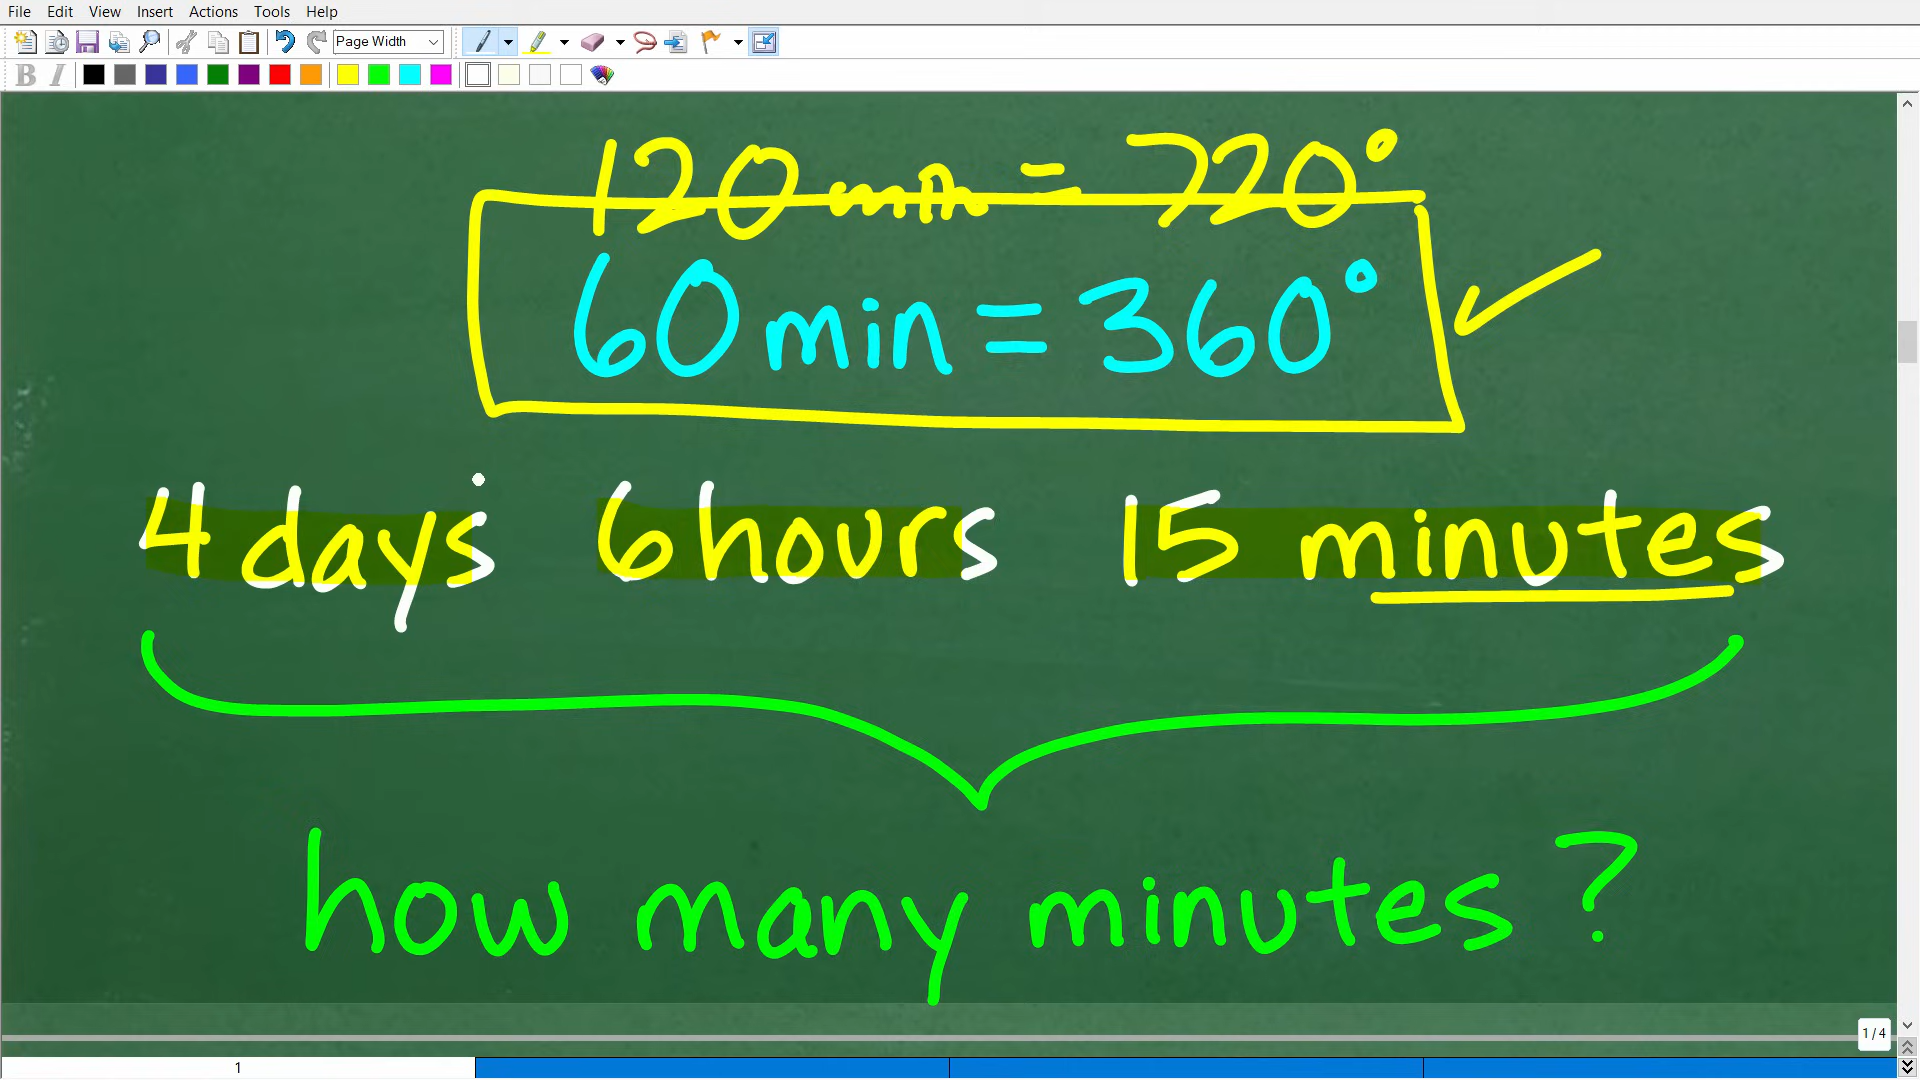 File Edit View Insert Actions Tools Help
Page Width
B I
120 min = 720°
60 min = 360°
4 days 6 hours 15 minutes
how many minutes?
1 / 4
1